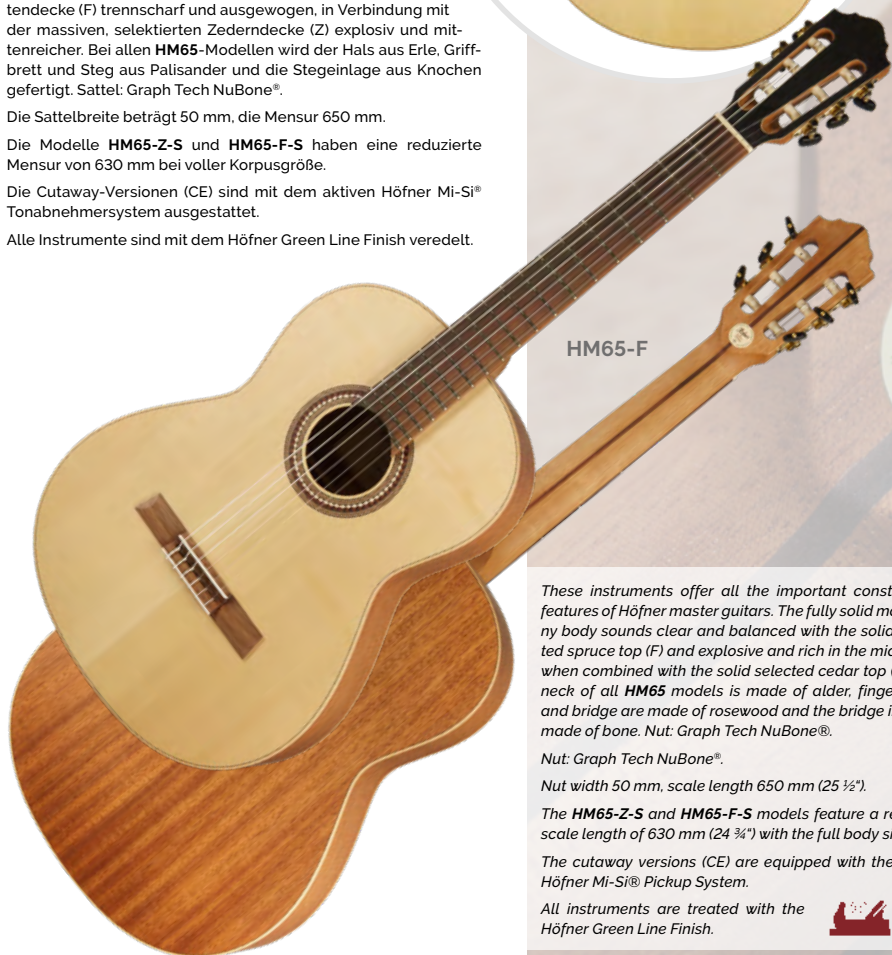 tendecke (F) trennscharf und ausgewogen, in Verbindung mit
der massiven, selektierten Zederndecke (Z) explosiv und mit-
tenreicher. Bei allen HM65-Modellen wird der Hals aus Erle, Griff-
brett und Steg aus Palisander und die Stegeinlage aus Knochen
gefertigt. Sattel: Graph Tech NuBone®.
Die Sattelbreite beträgt 50 mm, die Mensur 650 mm.
Die Modelle HM65-Z-S und HM65-F-S haben eine reduzierte
Mensur von 630 mm bei voller Korpusgröße.
Die Cutaway-Versionen (CE) sind mit dem aktiven Höfner Mi-Si®
Tonabnehmersystem ausgestattet.
Alle Instrumente sind mit dem Höfner Green Line Finish veredelt.
HM65-F
These instruments offer all the important const
features of Höfner master guitars. The fully solid ma
ny body sounds clear and balanced with the solid
ted spruce top (F) and explosive and rich in the mid
when combined with the solid selected cedar top (
neck of all HM65 models is made of alder, finge
and bridge are made of rosewood and the bridge i
made of bone. Nut: Graph Tech NuBone®.
Nut: Graph Tech NuBone®.
Nut width 50 mm, scale length 650 mm (25 ½“).
The HM65-Z-S and HM65-F-S models feature a re
scale length of 630 mm (24 ¾“) with the full body si
The cutaway versions (CE) are equipped with the
Höfner Mi-Si® Pickup System.
All instruments are treated with the
Höfner Green Line Finish.